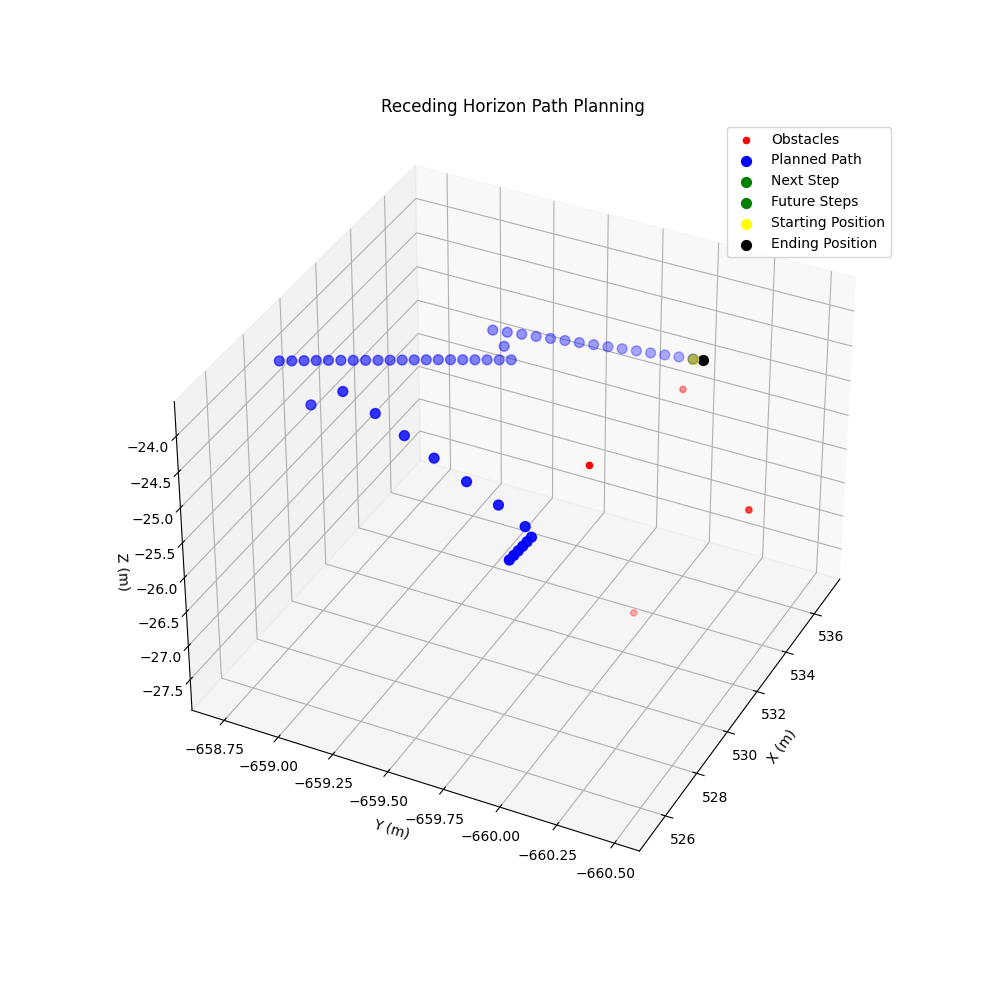 Receding Horizon Path Planning
Obstacles
Planned Path
Next Step
Future Steps
Starting Position
Ending Position
−24.0
−24.5
−25.0
−25.5
−26.0
−26.5
−27.0
−27.5
Z (m)
−658.75
−659.00
−659.25
−659.50
−659.75
−660.00
−660.25
−660.50
Y (m)
526
528
530
532
534
536
X (m)